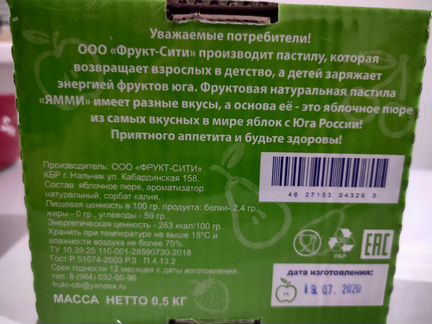 Уважаемые потребители!
ООО «Фрукт-Сити» производит пастилу, которая
возвращает взрослых в детство, а детей заряжает
энергией фруктов юга. Фруктовая натуральная пастила
"ЯММИ" имеет разные вкусы, а основа её - это яблочное пюре
из самых вкусных в мире яблок с Юга России!
Приятного аппетита и будьте здоровы!
Производитель: ООО «ФРУКТ-СИТИ»
КБР г. Нальчик ул. Кабардинская 158.
Состав: яблочное пюре, ароматизатор
натуральный, сорбат калия.
Пищевая ценность в 100 гр. продукта: белки- 2,4 гр.
жиры - 0 гр., углеводы - 59 гр.
Энергетическая ценность - 263 ккал/100 гр.
Хранить при температуре не выше 15°С и
влажности воздуха не более 75%.
ТУ 10.39.25 110-001-28590730-2018
ГОСТ Р 51074-2003 Р.З . П.4.13.2
Срок годности 12 месяцев с даты изготовления
тел. 8 (964) 032-00-96
frukt-citi@yandex.ru
МАССА НЕТТО 0,5 КГ
46 27153 04326 3
PAP
EAC
дата изготовления:
19.07.2020